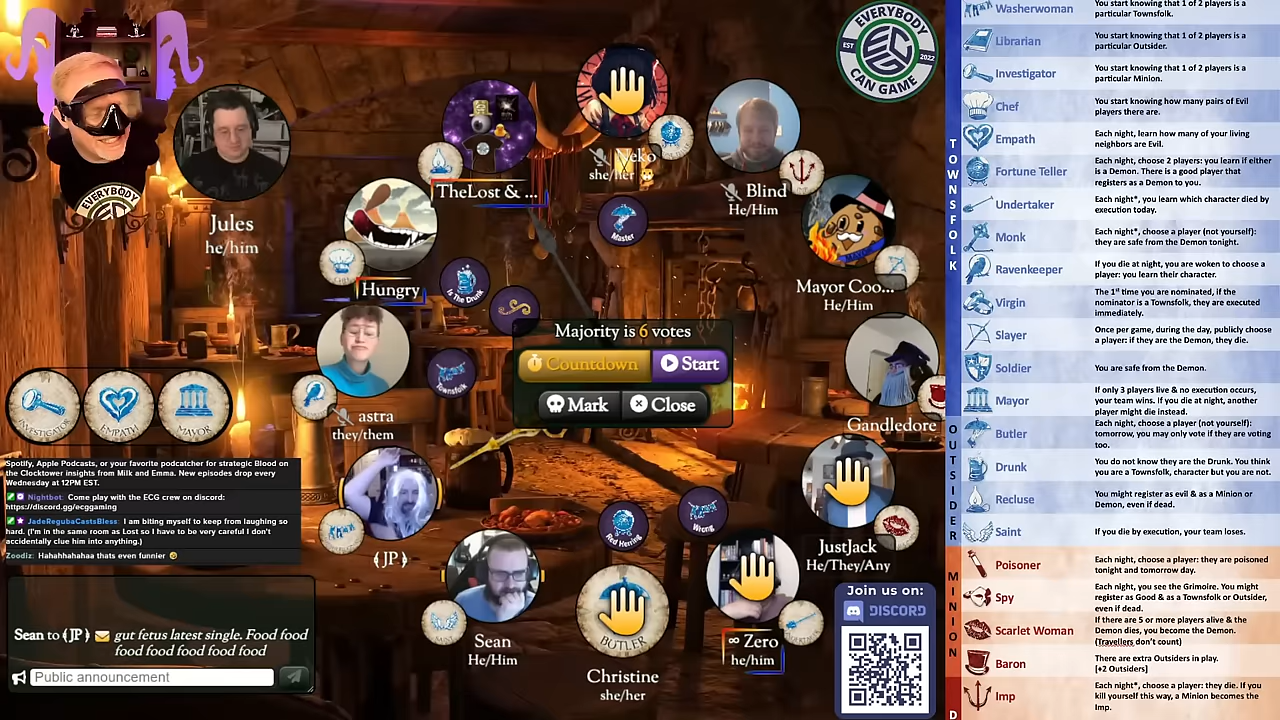 EVERYBODY
EST
ECG
2022
CAN GAME
EVERYBODY
Jules
he/him
TheLost & ...
Neko
she/her
Blind
He/Him
Master
Mayor Coo...
He/Him
Hungry
Is The Drunk
Majority is 6 votes
Countdown
Start
Mark
Close
Townsfolk
astra
they/them
Gandledore
INVESTIGATOR
EMPATH
MAYOR
Spotify, Apple Podcasts, or your favorite podcatcher for strategic Blood on
the Clocktower insights from Milk and Emma. New episodes drop every
Wednesday at 12PM EST.
Nightbot: Come play with the ECG crew on discord:
https://discord.gg/ecggaming
JadeRegubaCastsBless: I am biting myself to keep from laughing so
hard. (I'm in the same room as Lost so I have to be very careful I don't
accidentally clue him into anything.)
Zoodiz: Hahahhahahaa thats even funnier
(JP)
Red Herring
Wrong
JustJack
He/They/Any
Sean
He/Him
BUTLER
Christine
she/her
∞ Zero
he/him
Sean to (JP) gut ferus latest single. Food food
food food food food food
Public announcement
Join us on:
DISCORD
TOWNSFOLK
Washerwoman
You start knowing that 1 of 2 players is a
particular Townsfolk.
Librarian
You start knowing that 1 of 2 players is a
particular Outsider.
Investigator
You start knowing that 1 of 2 players is a
particular Minion.
Chef
You start knowing how many pairs of Evil
players there are.
Empath
Each night, learn how many of your living
neighbors are Evil.
Fortune Teller
Each night, choose 2 players: you learn if either
is a Demon. There is a good player that
registers as a Demon to you.
Undertaker
Each night*, you learn which character died by
execution today.
Monk
Each night*, choose a player (not yourself):
they are safe from the Demon tonight.
Ravenkeeper
If you die at night, you are woken to choose a
player: you learn their character.
Virgin
The 1st time you are nominated, if the
nominator is a Townsfolk, they are executed
immediately.
Slayer
Once per game, during the day, publicly choose
a player: if they are the Demon, they die.
Soldier
You are safe from the Demon.
Mayor
If only 3 players live & no execution occurs,
your team wins. If you die at night, another
player might die instead.
OUTSIDER
Butler
Each night, choose a player (not yourself):
tomorrow, you may only vote if they are voting
too.
Drunk
You do not know they are the Drunk. You think
you are a Townsfolk, character but you are not.
Recluse
You might register as evil & as a Minion or
Demon, even if dead.
Saint
If you die by execution, your team loses.
MINION
Poisoner
Each night, choose a player: they are poisoned
tonight and tomorrow day.
Spy
Each night, you see the Grimoire. You might
register as Good & as a Townsfolk or Outsider,
even if dead.
Scarlet Woman
If there are 5 or more players alive & the
Demon dies, you become the Demon.
(Travellers don't count)
Baron
There are extra Outsiders in play.
[+2 Outsiders]
D
Imp
Each night*, choose a player: they die. If you
kill yourself this way, a Minion becomes the
Imp.